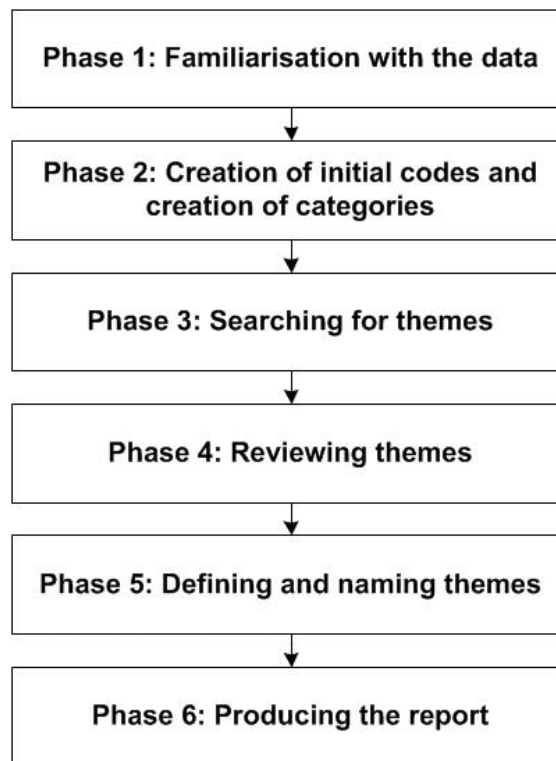 Phase 1: Familiarisation with the data
Phase 2: Creation of initial codes and
creation of categories
Phase 3: Searching for themes
Phase 4: Reviewing themes
Phase 5: Defining and naming themes
Phase 6: Producing the report